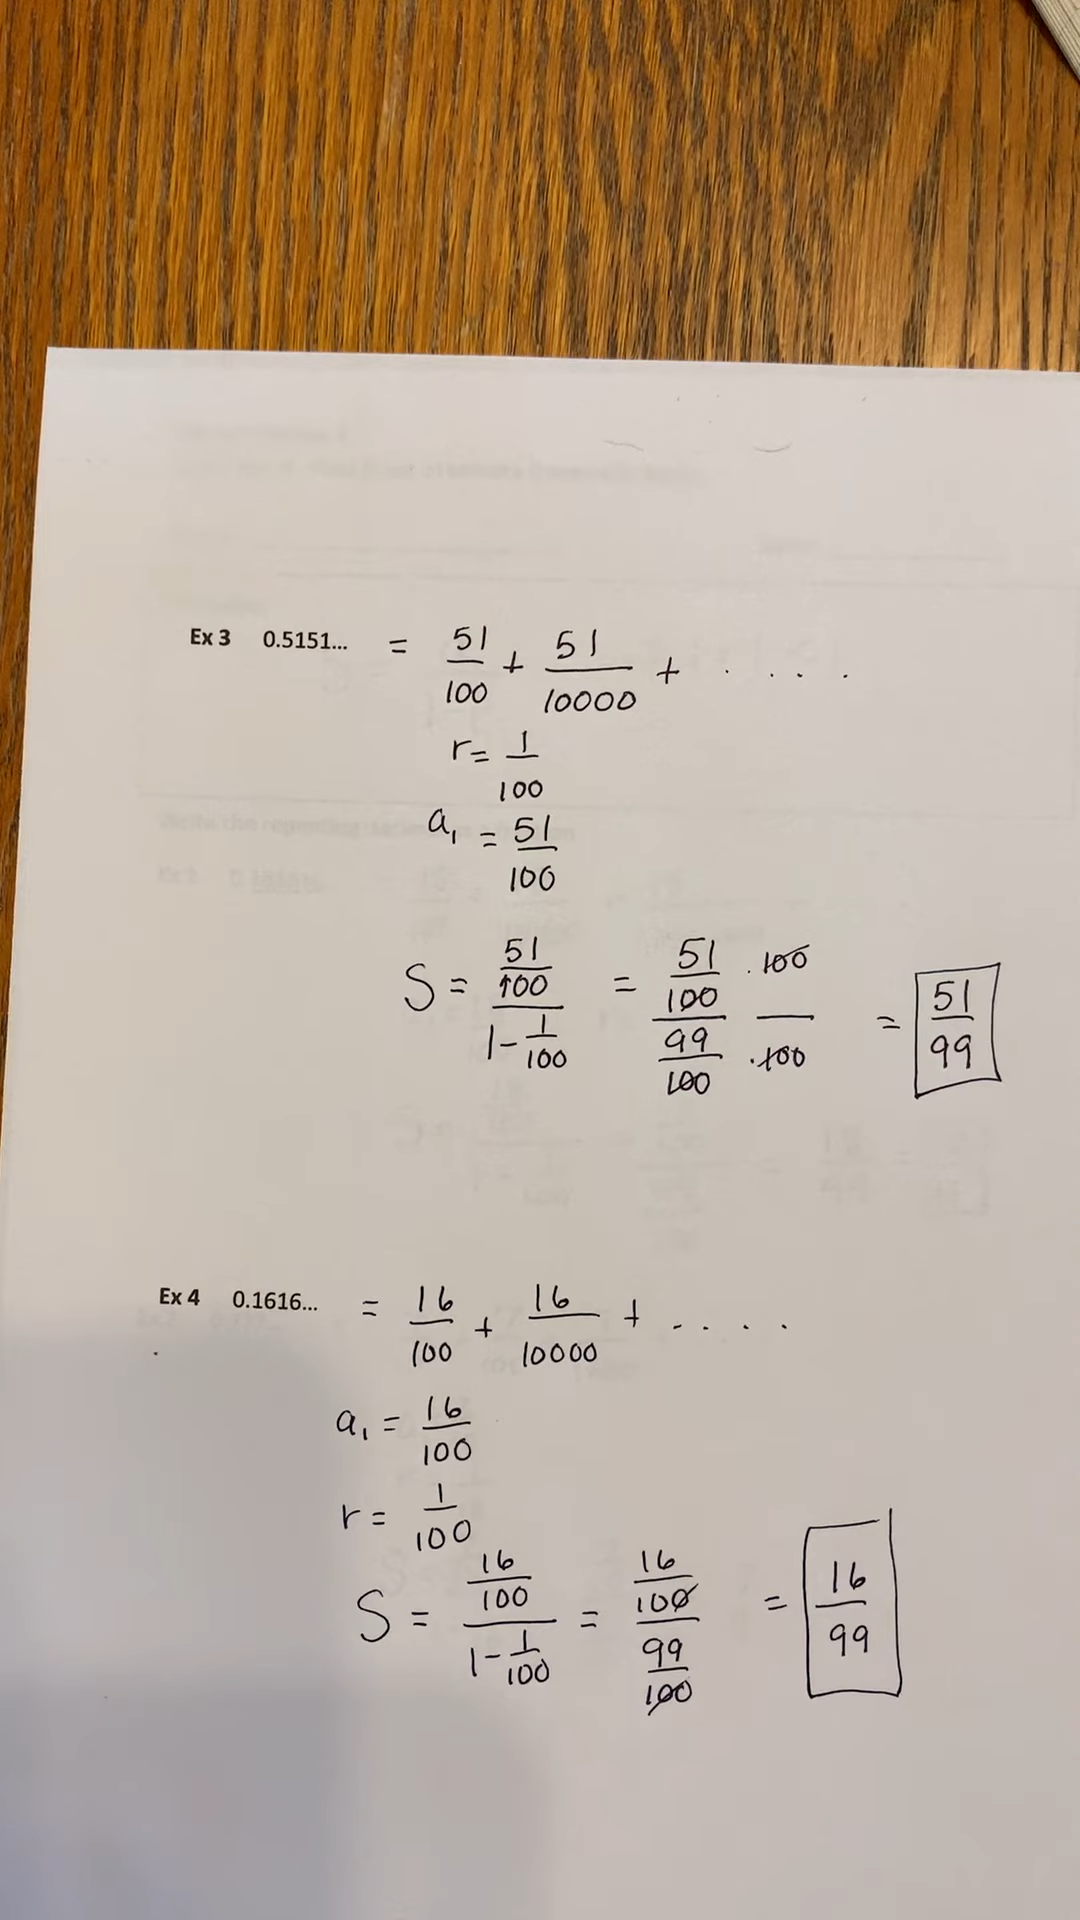 Ex 3 0.5151... = 51/100 + 51/10000 + . . . .
r = 1/100
a₁ = 51/100
S = (51/100)/(1 - 1/100) = (51/100)/(99/100) · 100/· 100 = 51/99
Ex 4 0.1616... = 16/100 + 16/10000 + . . . .
a₁ = 16/100
r = 1/100
S = (16/100)/(1 - 1/100) = (16/100)/(99/100) = 16/99